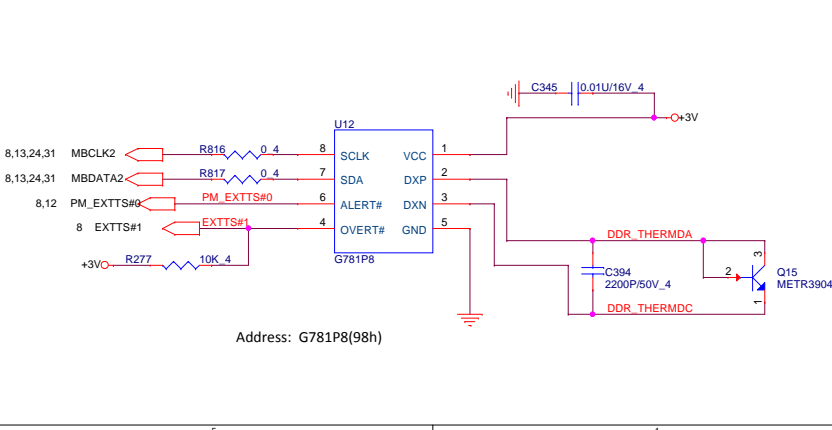 C345
0.01U/16V_4
+3V
U12
8,13,24,31 MBCLK2
R816
0_4
8
SCLK
VCC
1
8,13,24,31 MBDATA2
R817
0_4
7
SDA
DXP
2
8,12 PM_EXTTS#0
PM_EXTTS#0
6
ALERT#
DXN
3
8 EXTTS#1
EXTTS#1
4
OVERT#
GND
5
+3V
R277
10K_4
G781P8
DDR_THERMDA
C394
2200P/50V_4
3
2
1
Q15
METR3904
DDR_THERMDC
Address: G781P8(98h)